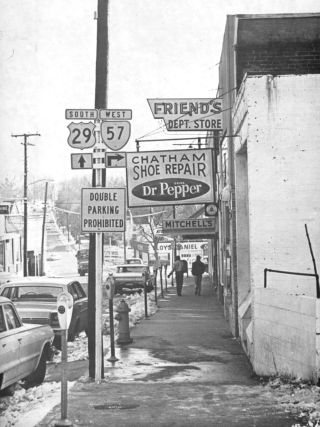 SOUTH WEST
29 57
FRIEND'S
DEPT. STORE
CHATHAM
SHOE REPAIR
Dr Pepper
DOUBLE
PARKING
PROHIBITED
MITCHELL'S